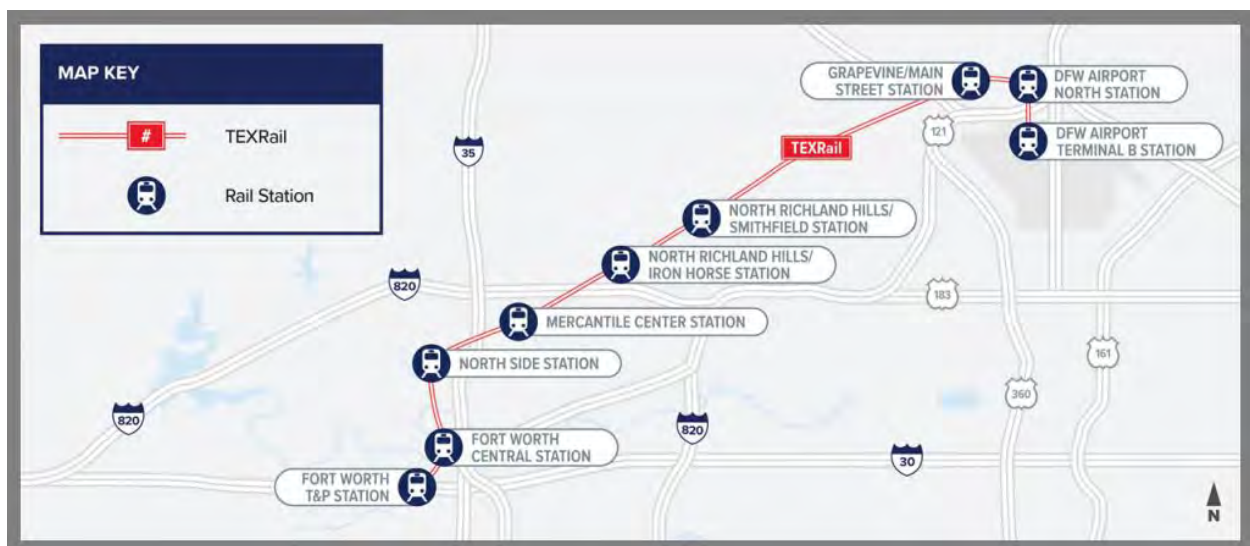 MAP KEY
#
TEXRail
Rail Station
GRAPEVINE/MAIN
STREET STATION
DFW AIRPORT
NORTH STATION
121
DFW AIRPORT
TERMINAL B STATION
35
TEXRail
NORTH RICHLAND HILLS/
SMITHFIELD STATION
NORTH RICHLAND HILLS/
IRON HORSE STATION
820
183
MERCANTILE CENTER STATION
NORTH SIDE STATION
161
360
820
820
FORT WORTH
CENTRAL STATION
30
FORT WORTH
T&P STATION
N